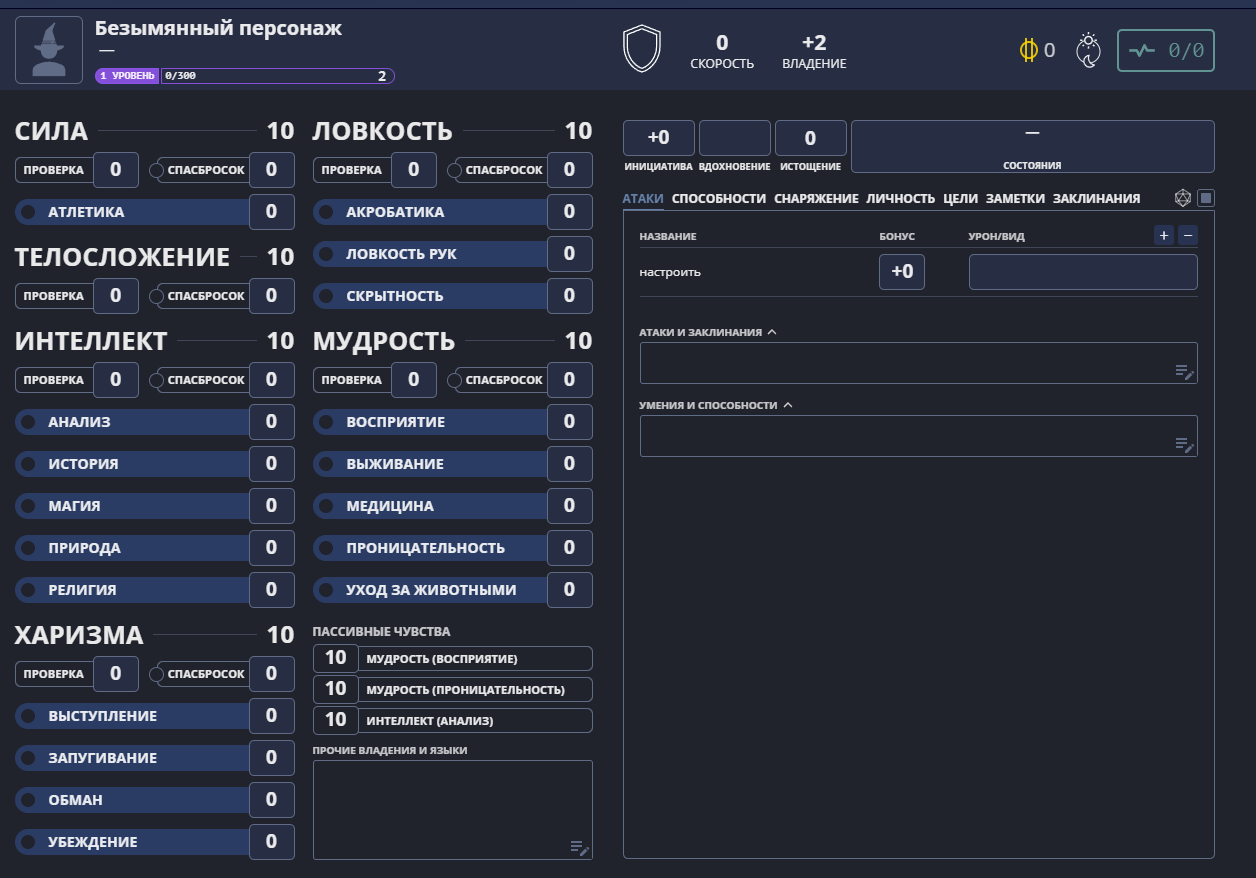 Безымянный персонаж
—
1 УРОВЕНЬ 0/300 2
0
СКОРОСТЬ
+2
ВЛАДЕНИЕ
0
0/0
СИЛА 10
ПРОВЕРКА 0 СПАСБРОСОК 0
АТЛЕТИКА 0
ТЕЛОСЛОЖЕНИЕ 10
ПРОВЕРКА 0 СПАСБРОСОК 0
ИНТЕЛЛЕКТ 10
ПРОВЕРКА 0 СПАСБРОСОК 0
АНАЛИЗ 0
ИСТОРИЯ 0
МАГИЯ 0
ПРИРОДА 0
РЕЛИГИЯ 0
ХАРИЗМА 10
ПРОВЕРКА 0 СПАСБРОСОК 0
ВЫСТУПЛЕНИЕ 0
ЗАПУГИВАНИЕ 0
ОБМАН 0
УБЕЖДЕНИЕ 0
ЛОВКОСТЬ 10
ПРОВЕРКА 0 СПАСБРОСОК 0
АКРОБАТИКА 0
ЛОВКОСТЬ РУК 0
СКРЫТНОСТЬ 0
МУДРОСТЬ 10
ПРОВЕРКА 0 СПАСБРОСОК 0
ВОСПРИЯТИЕ 0
ВЫЖИВАНИЕ 0
МЕДИЦИНА 0
ПРОНИЦАТЕЛЬНОСТЬ 0
УХОД ЗА ЖИВОТНЫМИ 0
ПАССИВНЫЕ ЧУВСТВА
10 МУДРОСТЬ (ВОСПРИЯТИЕ)
10 МУДРОСТЬ (ПРОНИЦАТЕЛЬНОСТЬ)
10 ИНТЕЛЛЕКТ (АНАЛИЗ)
ПРОЧИЕ ВЛАДЕНИЯ И ЯЗЫКИ
+0 0 —
ИНИЦИАТИВА ВДОХНОВЕНИЕ ИСТОЩЕНИЕ СОСТОЯНИЯ
АТАКИ СПОСОБНОСТИ СНАРЯЖЕНИЕ ЛИЧНОСТЬ ЦЕЛИ ЗАМЕТКИ ЗАКЛИНАНИЯ
НАЗВАНИЕ БОНУС УРОН/ВИД + −
настроить +0
АТАКИ И ЗАКЛИНАНИЯ
УМЕНИЯ И СПОСОБНОСТИ